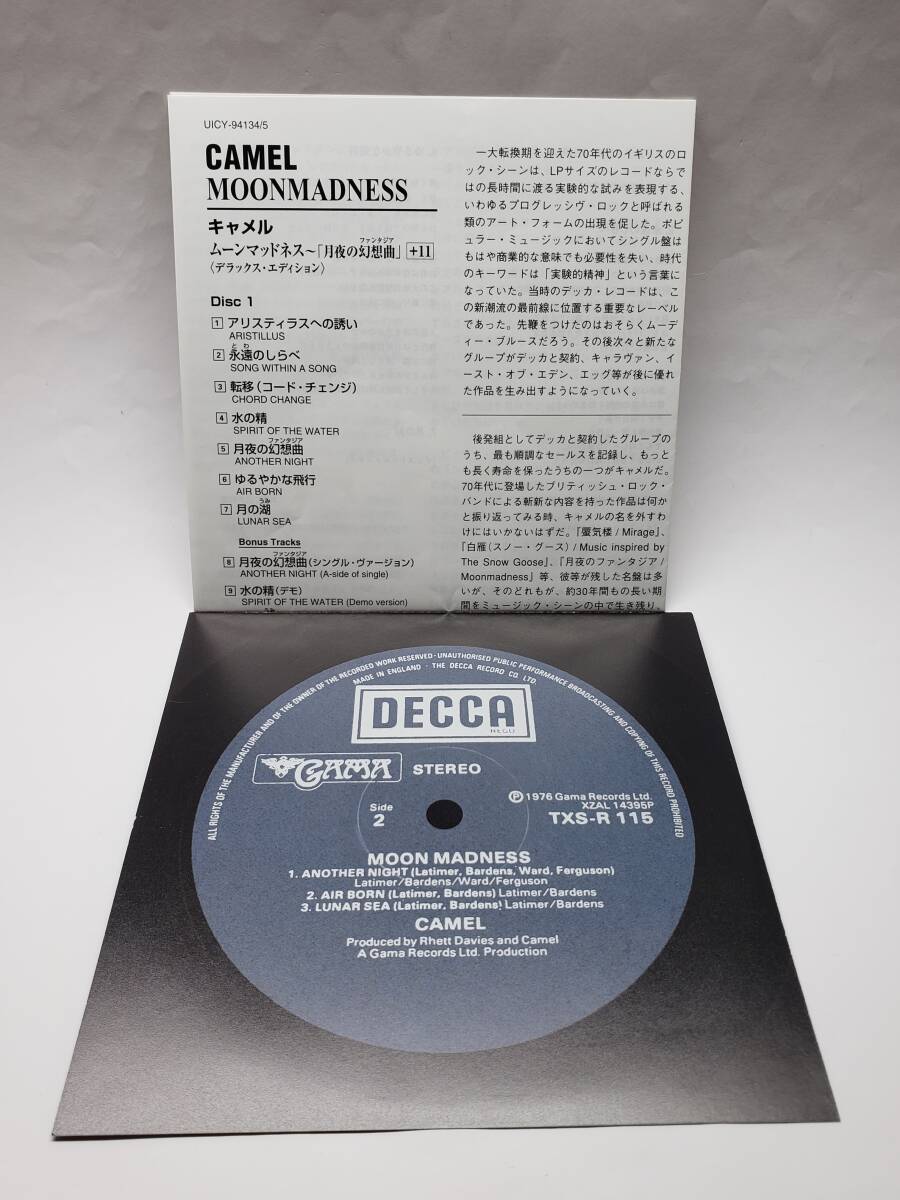 UICY-94134/5
CAMEL
MOONMADNESS
キャメル
ファンタジア
ムーンマッドネス~「月夜の幻想曲」 +11
〈デラックス・エディション〉
Disc 1
1 アリスティラスへの誘い
ARISTILLUS
とわ
2 永遠のしらべ
SONG WITHIN A SONG
3 転移（コード・チェンジ）
CHORD CHANGE
4 水の精
SPIRIT OF THE WATER
ファンタジア
5 月夜の幻想曲
ANOTHER NIGHT
6 ゆるやかな飛行
AIR BORN
うみ
7 月の湖
LUNAR SEA
Bonus Tracks
ファンタジア
8 月夜の幻想曲（シングル・ヴァージョン）
ANOTHER NIGHT (A-side of single)
9 水の精（デモ）
SPIRIT OF THE WATER (Demo version)
うみ
一大転換期を迎えた70年代のイギリスのロ
ック・シーンは、LPサイズのレコードならで
はの長時間に渡る実験的な試みを表現する、
いわゆるプログレッシヴ・ロックと呼ばれる
類のアート・フォームの出現を促した。ポピ
ュラー・ミュージックにおいてシングル盤は
もはや商業的な意味でも必要性を失い、時代
のキーワードは「実験的精神」という言葉に
なっていた。当時のデッカ・レコードは、こ
の新潮流の最前線に位置する重要なレーベル
であった。先鞭をつけたのはおそらくムーデ
ィー・ブルースだろう。その後次々と新たな
グループがデッカと契約、キャラヴァン、イ
ースト・オブ・エデン、エッグ等が後に優れ
た作品を生み出すようになっていく。
後発組としてデッカと契約したグループの
うち、最も順調なセールスを記録し、もっと
も長く寿命を保ったうちの一つがキャメルだ。
70年代に登場したブリティッシュ・ロック・
バンドによる斬新な内容を持った作品は何か
と振り返ってみる時、キャメルの名を外すわ
けにはいかないはずだ。『蜃気楼 / Mirage』、
『白雁（スノー・グース）/ Music inspired by
The Snow Goose』、『月夜のファンタジア /
Moonmadness』等、彼等が残した名盤は多
いが、そのどれもが、約30年間もの長い期
間をミュージック・シーンの中で生き残り、
ALL RIGHTS OF THE MANUFACTURER AND OF THE OWNER OF THE RECORDED WORK RESERVED · UNAUTHORISED PUBLIC PERFORMANCE BROADCASTING AND COPYING OF THIS RECORD PROHIBITED
MADE IN ENGLAND · THE DECCA RECORD CO. LTD.
DECCA
REGD
GAMA STEREO
Side
2
℗ 1976 Gama Records Ltd.
XZAL 14395P
TXS-R 115
MOON MADNESS
1. ANOTHER NIGHT (Latimer, Bardens, Ward, Ferguson)
Latimer/Bardens/Ward/Ferguson
2. AIR BORN (Latimer, Bardens) Latimer/Bardens
3. LUNAR SEA (Latimer, Bardens) Latimer/Bardens
CAMEL
Produced by Rhett Davies and Camel
A Gama Records Ltd. Production